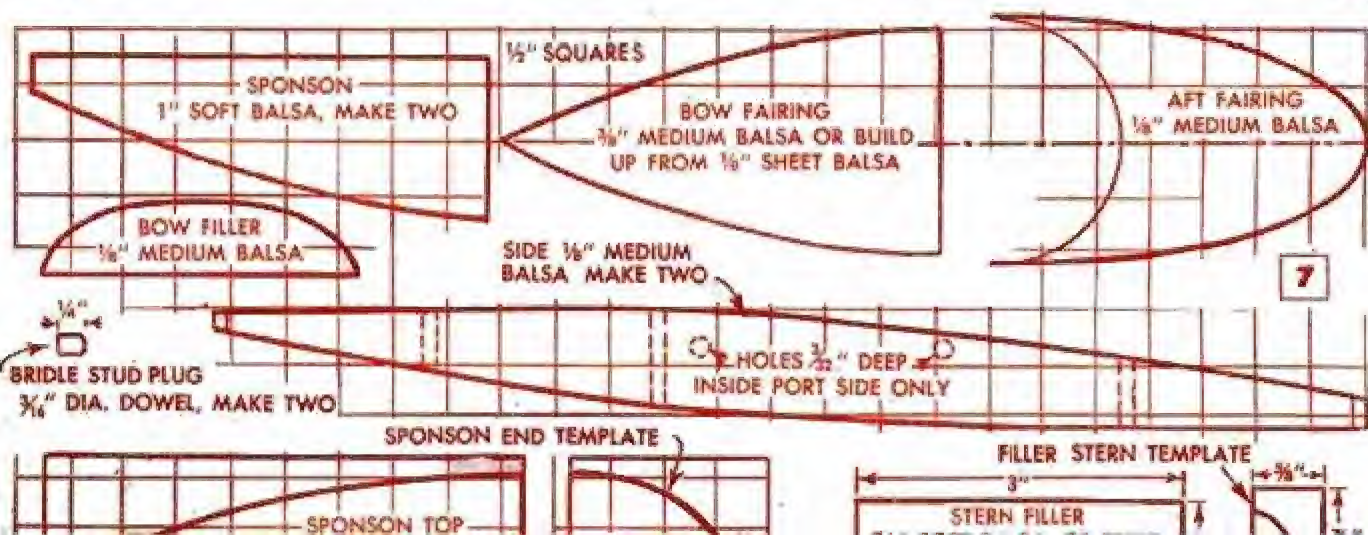 ½" SQUARES
SPONSON
1" SOFT BALSA, MAKE TWO
BOW FAIRING
⅜" MEDIUM BALSA OR BUILD
UP FROM ⅛" SHEET BALSA
AFT FAIRING
⅛" MEDIUM BALSA
BOW FILLER
⅛" MEDIUM BALSA
SIDE ⅛" MEDIUM
BALSA MAKE TWO
7
¼"
BRIDLE STUD PLUG
3⁄16" DIA. DOWEL, MAKE TWO
HOLES 3⁄32" DEEP
INSIDE PORT SIDE ONLY
SPONSON END TEMPLATE
FILLER STERN TEMPLATE
SPONSON TOP
3"
STERN FILLER